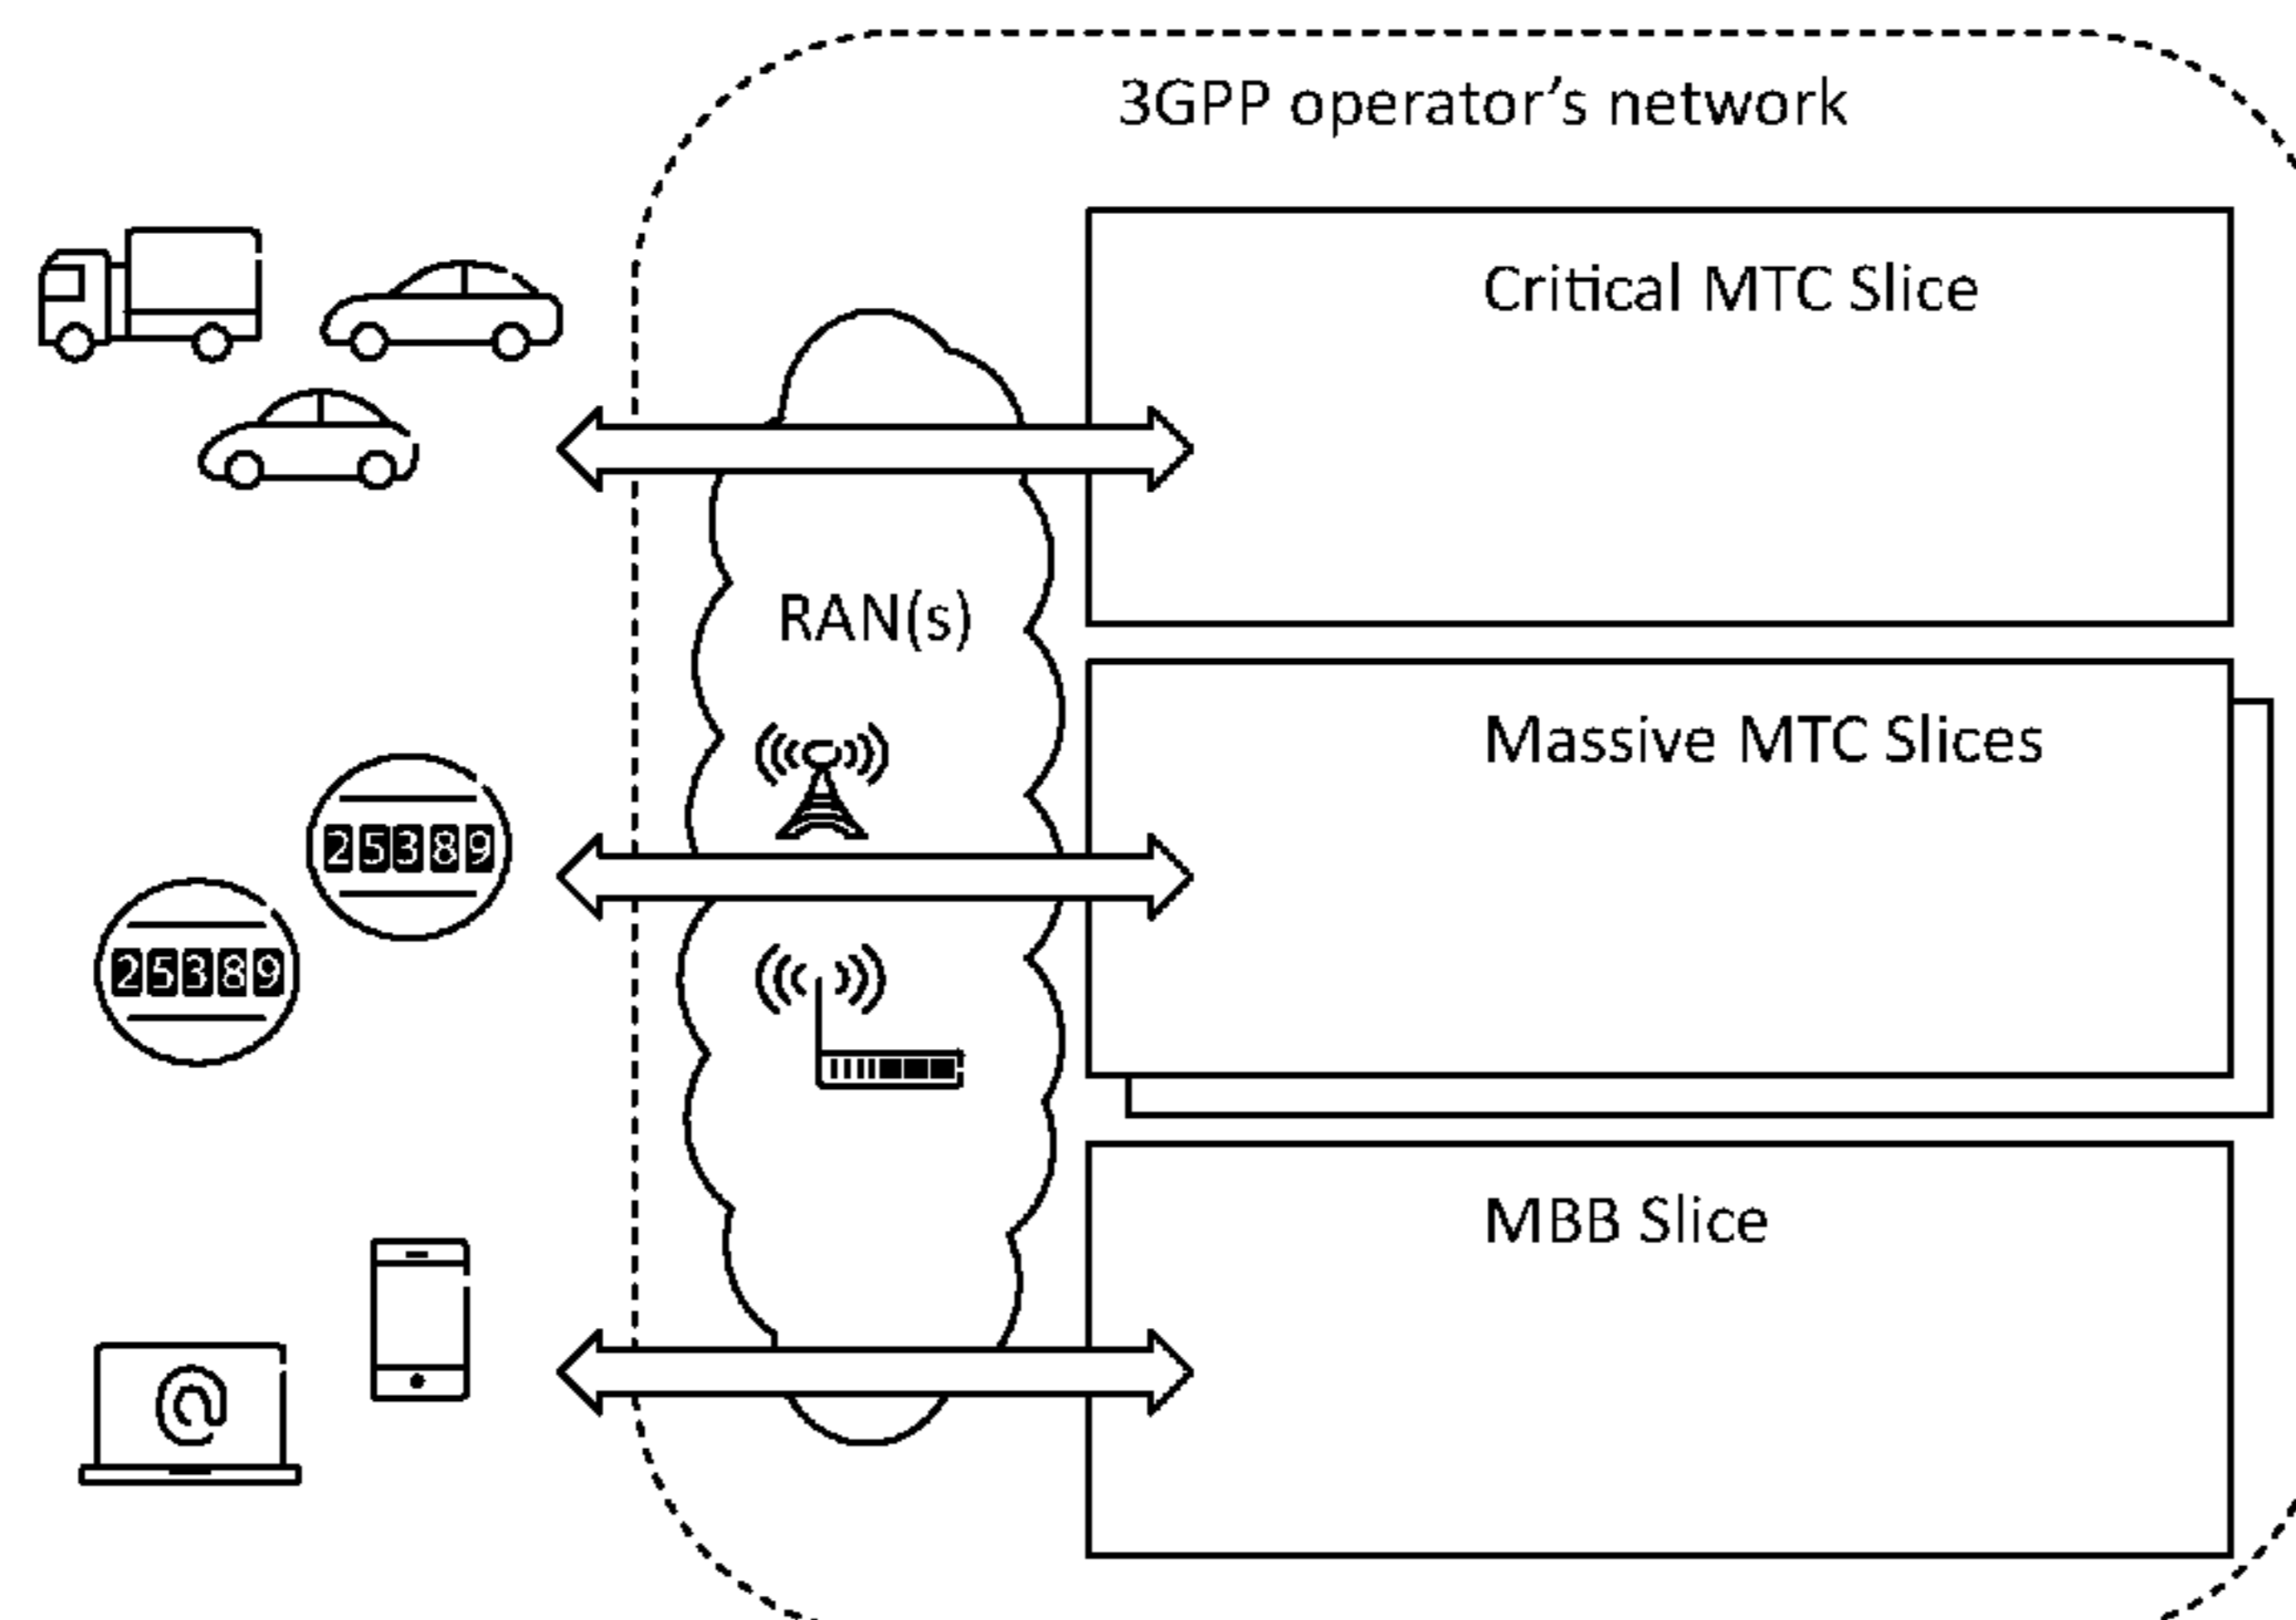 3GPP operator’s network
Critical MTC Slice
RAN(s)
Massive MTC Slices
25389
25389
MBB Slice